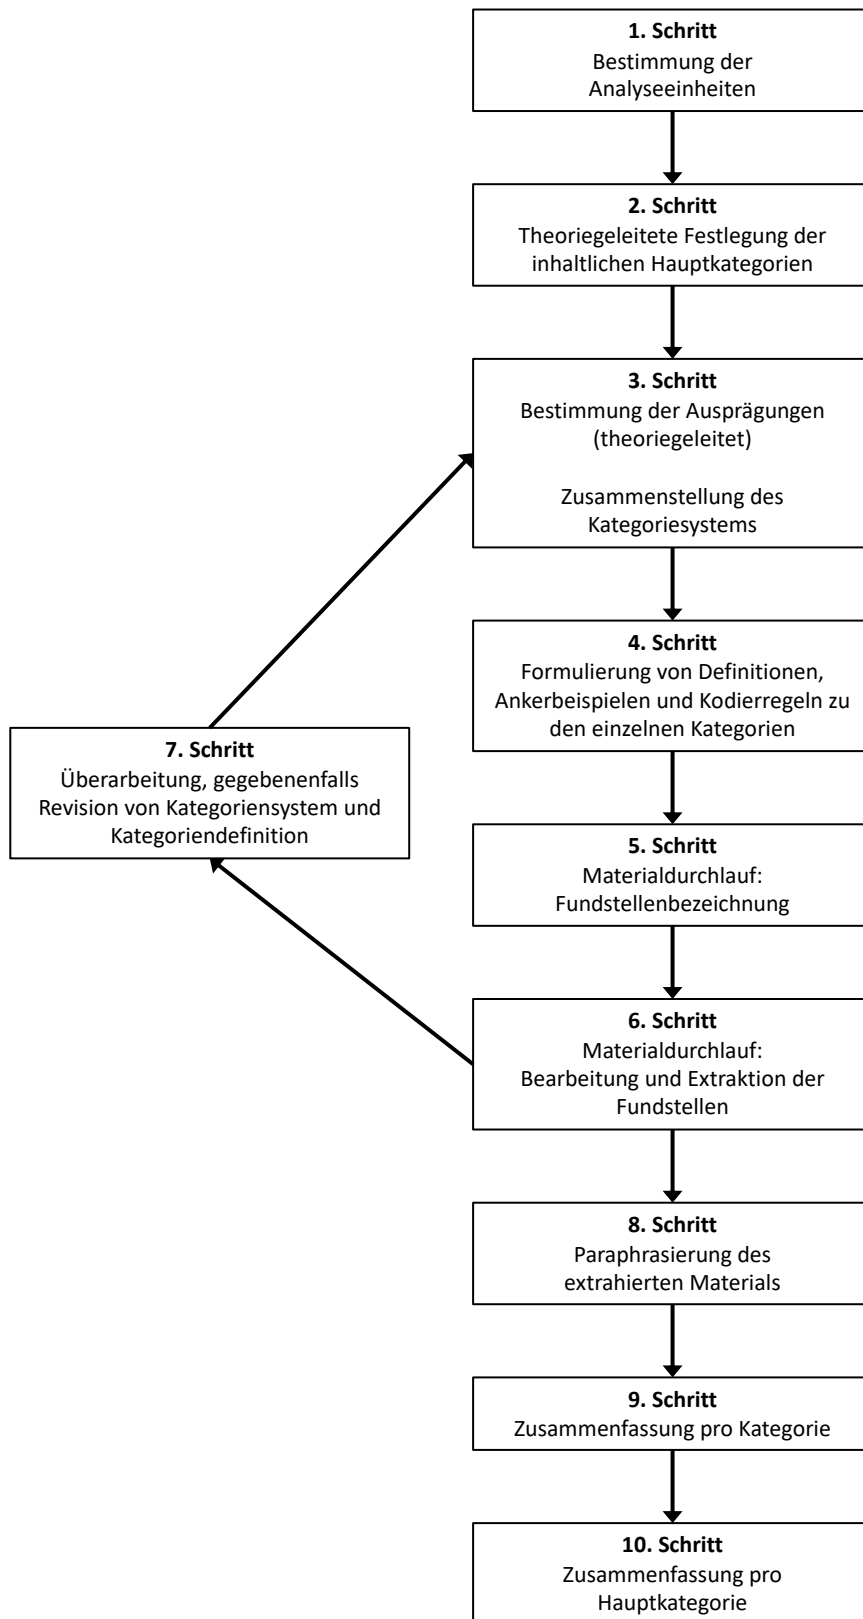 1. Schritt
Bestimmung der
Analyseeinheiten
2. Schritt
Theoriegeleitete Festlegung der
inhaltlichen Hauptkategorien
3. Schritt
Bestimmung der Ausprägungen
(theoriegeleitet)
Zusammenstellung des
Kategoriesystems
4. Schritt
Formulierung von Definitionen,
Ankerbeispielen und Kodierregeln zu
den einzelnen Kategorien
5. Schritt
Materialdurchlauf:
Fundstellenbezeichnung
6. Schritt
Materialdurchlauf:
Bearbeitung und Extraktion der
Fundstellen
7. Schritt
Überarbeitung, gegebenenfalls
Revision von Kategoriensystem und
Kategoriendefinition
8. Schritt
Paraphrasierung des
extrahierten Materials
9. Schritt
Zusammenfassung pro Kategorie
10. Schritt
Zusammenfassung pro
Hauptkategorie